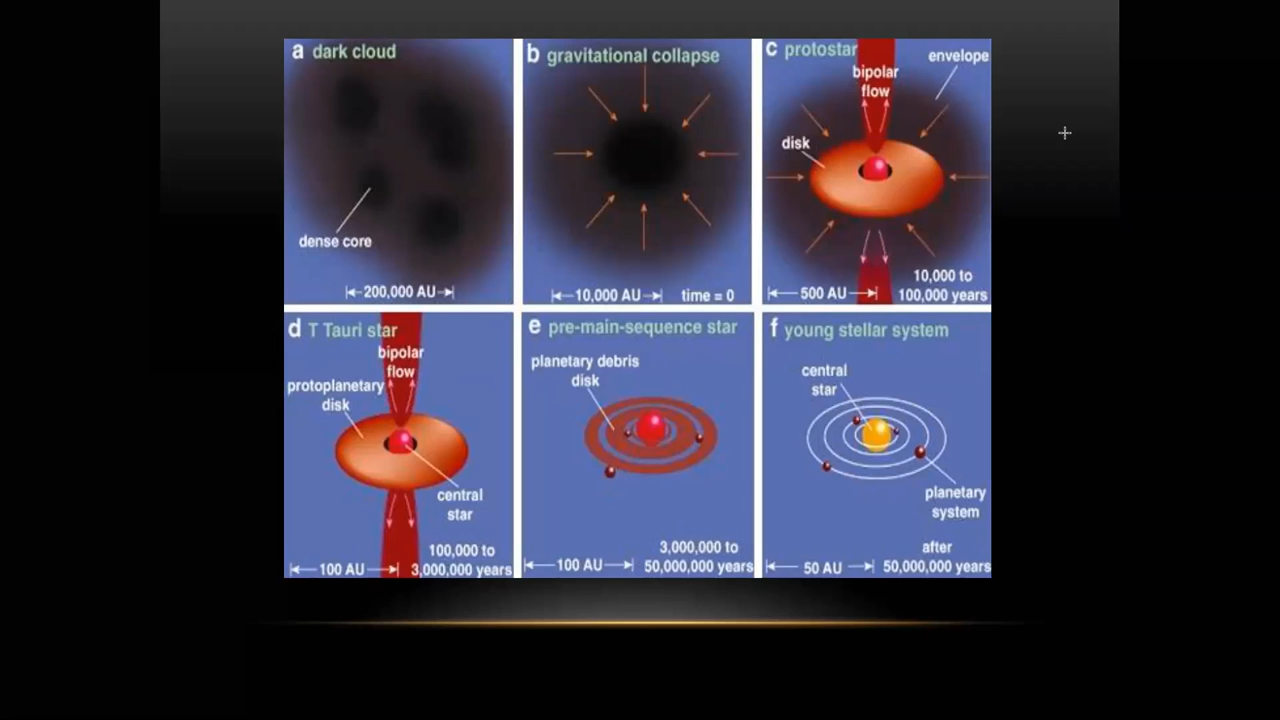 a dark cloud
dense core
200,000 AU
b gravitational collapse
10,000 AU
time = 0
c protostar
envelope
bipolar
flow
disk
500 AU
10,000 to
100,000 years
d T Tauri star
bipolar
flow
protoplanetary
disk
central
star
100 AU
100,000 to
3,000,000 years
e pre-main-sequence star
planetary debris
disk
100 AU
3,000,000 to
50,000,000 years
f young stellar system
central
star
planetary
system
50 AU
after
50,000,000 years